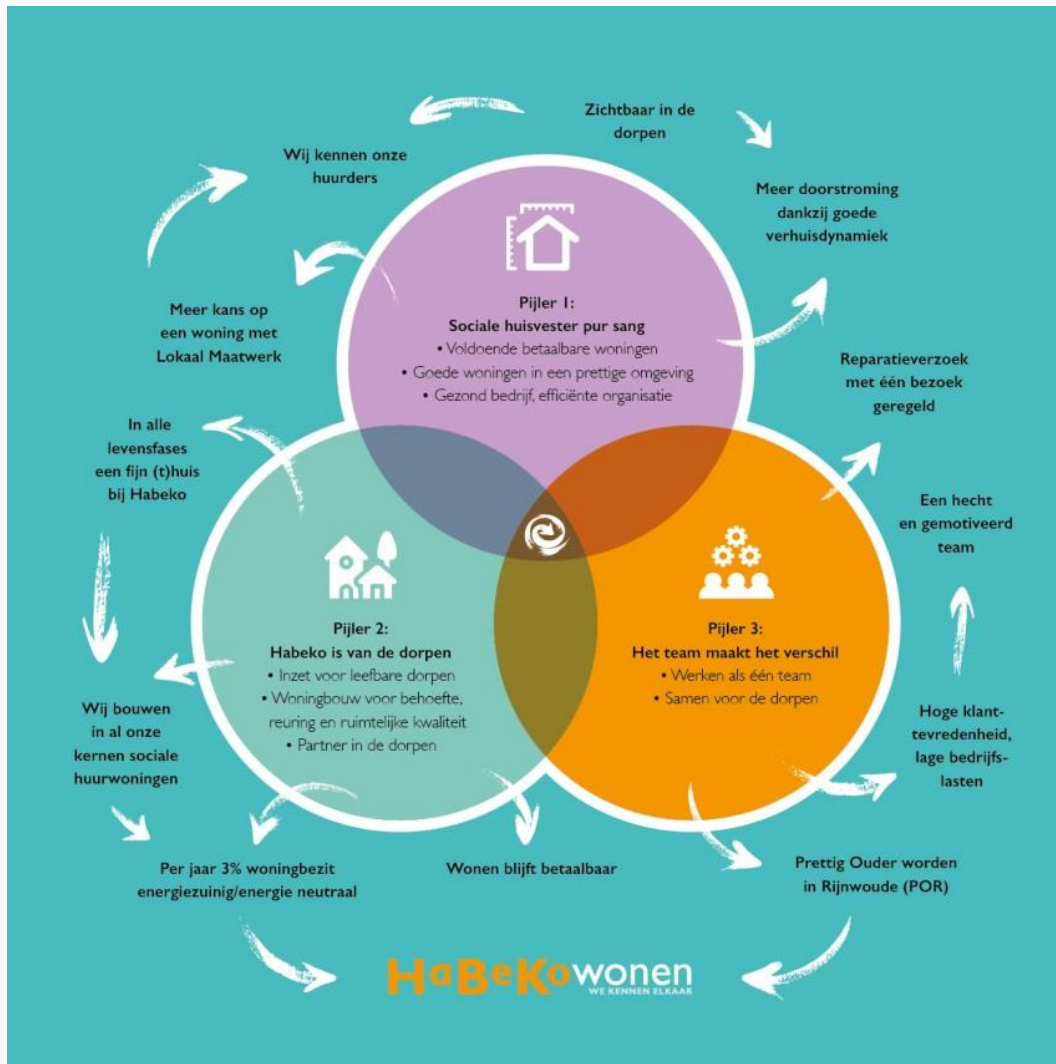 Zichtbaar in de
dorpen
Wij kennen onze
huurders
Meer doorstroming
dankzij goede
verhuisdynamiek
Pijler 1:
Sociale huisvester pur sang
• Voldoende betaalbare woningen
• Goede woningen in een prettige omgeving
• Gezond bedrijf, efficiënte organisatie
Meer kans op
een woning met
Lokaal Maatwerk
Reparatieverzoek
met één bezoek
geregeld
In alle
levensfases
een fijn (t)huis
bij Habeko
Een hecht
en gemotiveerd
team
Pijler 2:
Habeko is van de dorpen
• Inzet voor leefbare dorpen
• Woningbouw voor behoefte,
reuring en ruimtelijke kwaliteit
• Partner in de dorpen
Pijler 3:
Het team maakt het verschil
• Werken als één team
• Samen voor de dorpen
Wij bouwen
in al onze
kernen sociale
huurwoningen
Hoge klant-
tevredenheid,
lage bedrijfs-
lasten
Per jaar 3% woningbezit
energiezuinig/energie neutraal
Wonen blijft betaalbaar
Prettig Ouder worden
in Rijnwoude (POR)
HaBeKowonen
WE KENNEN ELKAAR